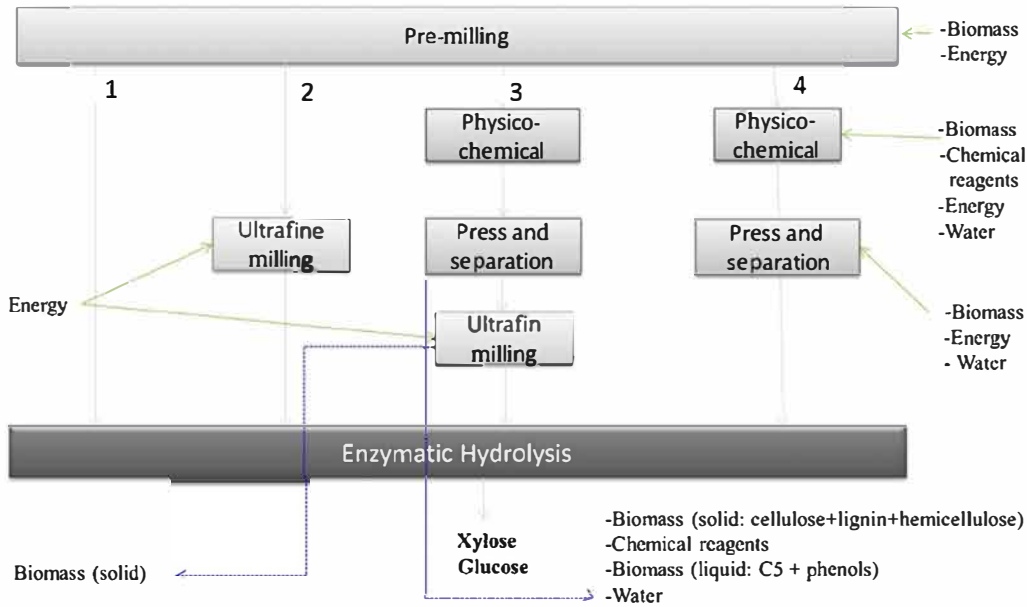 Pre-milling
-Biomass
-Energy
1
2
3
4
Physico-
chemical
Physico-
chemical
-Biomass
-Chemical
reagents
-Energy
-Water
Ultrafine
milling
Press and
separation
Press and
separation
Energy
Ultrafin
milling
-Biomass
-Energy
- Water
Enzymatic Hydrolysis
Xylose
Glucose
-Biomass (solid: cellulose+lignin+hemicellulose)
-Chemical reagents
-Biomass (liquid: C5 + phenols)
-Water
Biomass (solid)